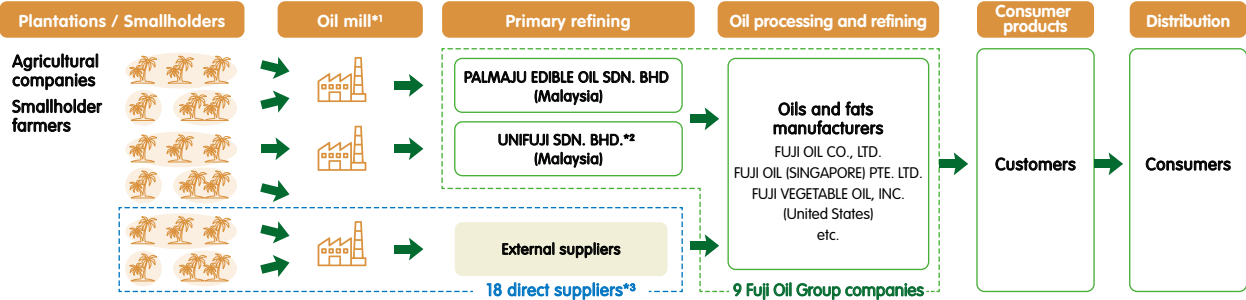 Plantations / Smallholders
Oil mill*1
Primary refining
Oil processing and refining
Consumer
products
Distribution
Agricultural
companies
Smallholder
farmers
PALMAJU EDIBLE OIL SDN. BHD
(Malaysia)
UNIFUJI SDN. BHD.*2
(Malaysia)
External suppliers
18 direct suppliers*3
Oils and fats
manufacturers
FUJI OIL CO., LTD.
FUJI OIL (SINGAPORE) PTE. LTD.
FUJI VEGETABLE OIL, INC.
(United States)
etc.
9 Fuji Oil Group companies
Customers
Consumers